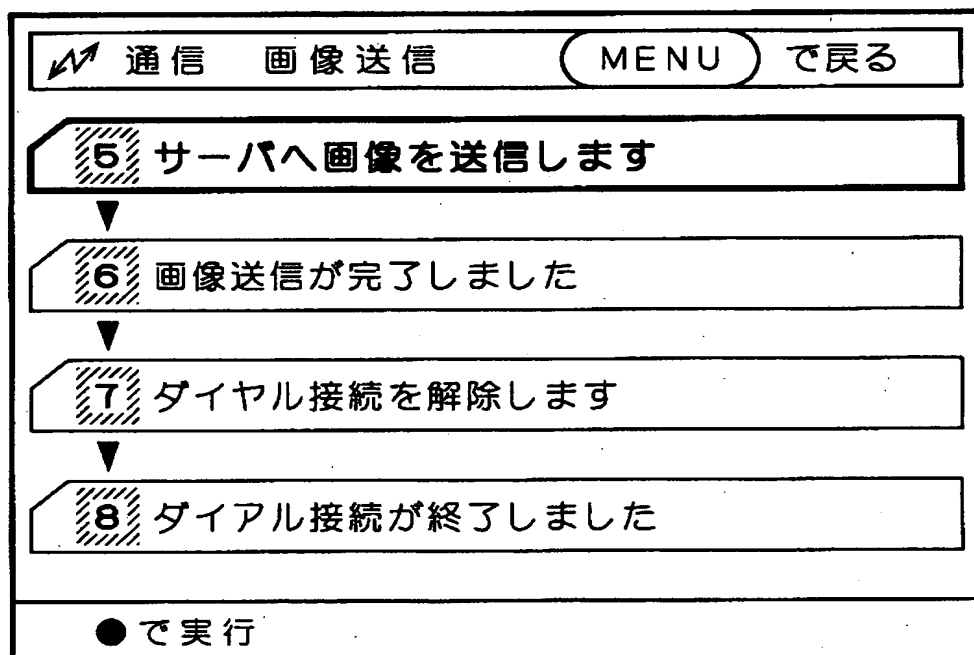 通信 画像送信 MENU で戻る
5 サーバへ画像を送信します
6 画像送信が完了しました
7 ダイヤル接続を解除します
8 ダイアル接続が終了しました
●で実行